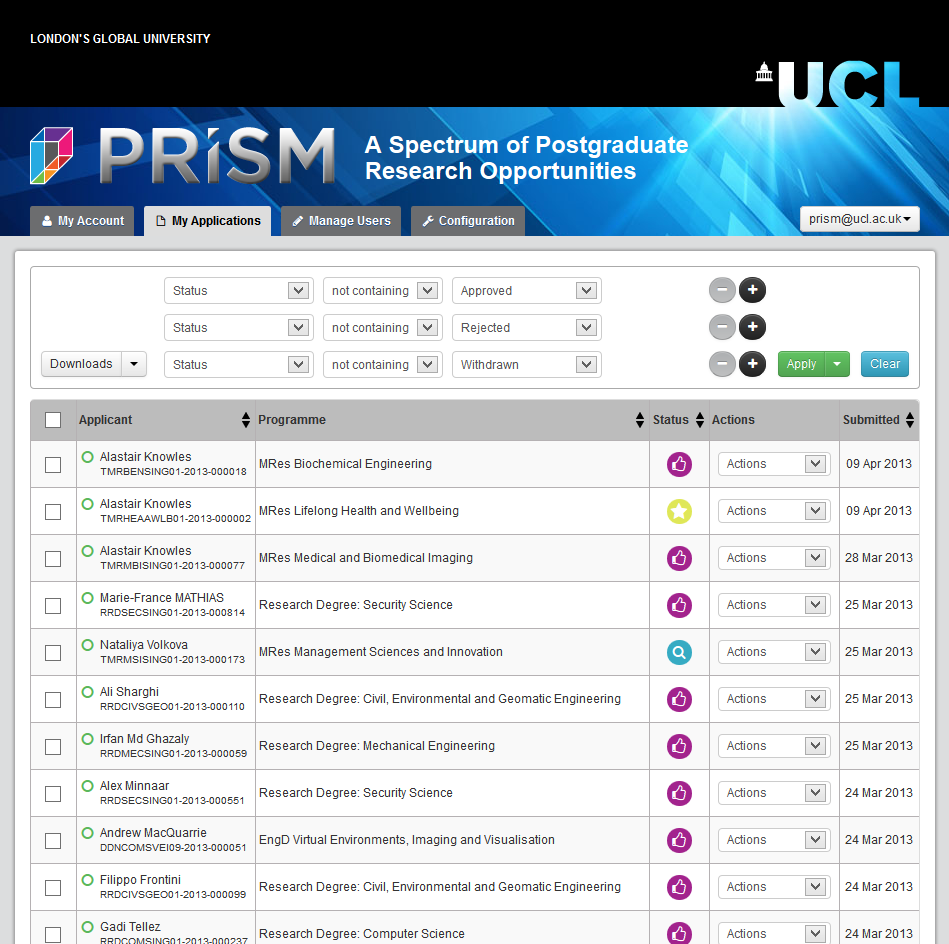 LONDON'S GLOBAL UNIVERSITY
UCL
PRiSM
A Spectrum of Postgraduate
Research Opportunities
My Account
My Applications
Manage Users
Configuration
prism@ucl.ac.uk
Status not containing Approved
Status not containing Rejected
Downloads Status not containing Withdrawn Apply Clear
Applicant Programme Status Actions Submitted
Alastair Knowles
TMRBENSING01-2013-000018
MRes Biochemical Engineering Actions 09 Apr 2013
Alastair Knowles
TMRHEAAWLB01-2013-000002
MRes Lifelong Health and Wellbeing Actions 09 Apr 2013
Alastair Knowles
TMRMBISING01-2013-000077
MRes Medical and Biomedical Imaging Actions 28 Mar 2013
Marie-France MATHIAS
RRDSECSING01-2013-000814
Research Degree: Security Science Actions 25 Mar 2013
Nataliya Volkova
TMRMSISING01-2013-000173
MRes Management Sciences and Innovation Actions 25 Mar 2013
Ali Sharghi
RRDCIVSGEO01-2013-000110
Research Degree: Civil, Environmental and Geomatic Engineering Actions 25 Mar 2013
Irfan Md Ghazaly
RRDMECSING01-2013-000059
Research Degree: Mechanical Engineering Actions 25 Mar 2013
Alex Minnaar
RRDSECSING01-2013-000551
Research Degree: Security Science Actions 24 Mar 2013
Andrew MacQuarrie
DDNCOMSVEI09-2013-000051
EngD Virtual Environments, Imaging and Visualisation Actions 24 Mar 2013
Filippo Frontini
RRDCIVSGEO01-2013-000099
Research Degree: Civil, Environmental and Geomatic Engineering Actions 24 Mar 2013
Gadi Tellez
RRDCOMSING01-2013-000237
Research Degree: Computer Science Actions 24 Mar 2013